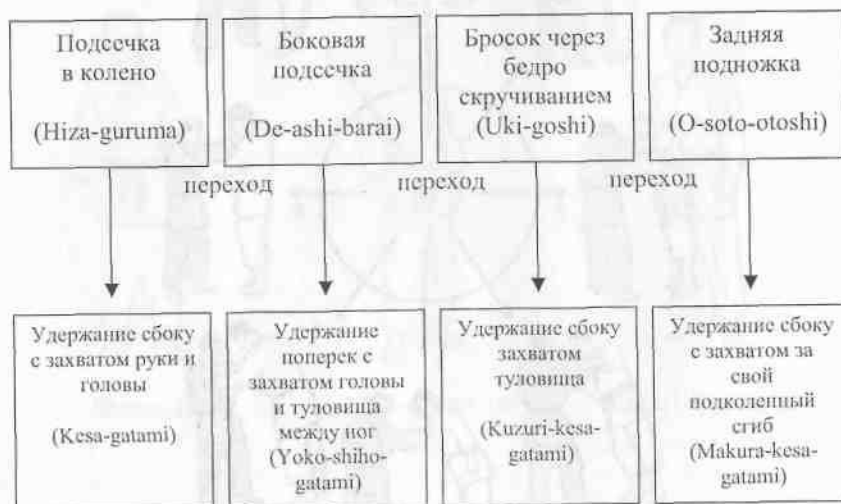 Подсечка
в колено
(Hiza-guruma)
Боковая
подсечка
(De-ashi-barai)
Бросок через
бедро
скручиванием
(Uki-goshi)
Задняя
подножка
(O-soto-otoshi)
переход
переход
переход
Удержание сбоку
с захватом руки и
головы
(Kesa-gatami)
Удержание
поперек с
захватом головы
и туловища
между ног
(Yoko-shiho-
gatami)
Удержание сбоку
захватом
туловища
(Kuzuri-kesa-
gatami)
Удержание сбоку
с захватом за
свой
подколенный
сгиб
(Makura-kesa-
gatami)